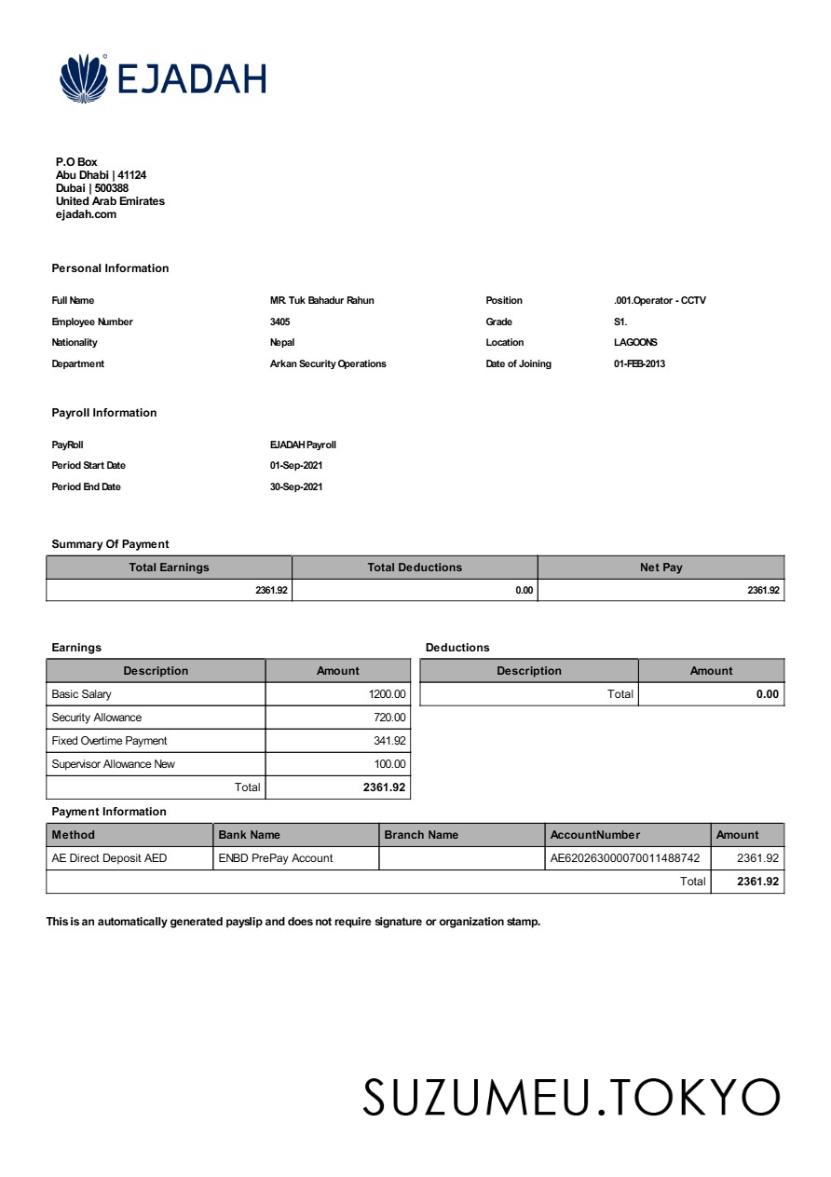 EJADAH
P.O Box
Abu Dhabi | 41124
Dubai | 500388
United Arab Emirates
ejadah.com
Personal Information
Full Name MR. Tuk Bahadur Rahun Position .001.Operator - CCTV
Employee Number 3405 Grade S1.
Nationality Nepal Location LAGOONS
Department Arkan Security Operations Date of Joining 01-FEB-2013
Payroll Information
PayRoll EJADAH Payroll
Period Start Date 01-Sep-2021
Period End Date 30-Sep-2021
Summary Of Payment
Total Earnings Total Deductions Net Pay
2361.92 0.00 2361.92
Earnings Deductions
Description Amount Description Amount
Basic Salary 1200.00 Total 0.00
Security Allowance 720.00
Fixed Overtime Payment 341.92
Supervisor Allowance New 100.00
Total 2361.92
Payment Information
Method Bank Name Branch Name AccountNumber Amount
AE Direct Deposit AED ENBD PrePay Account AE620263000070011488742 2361.92
Total 2361.92
This is an automatically generated payslip and does not require signature or organization stamp.
SUZUMEU.TOKYO